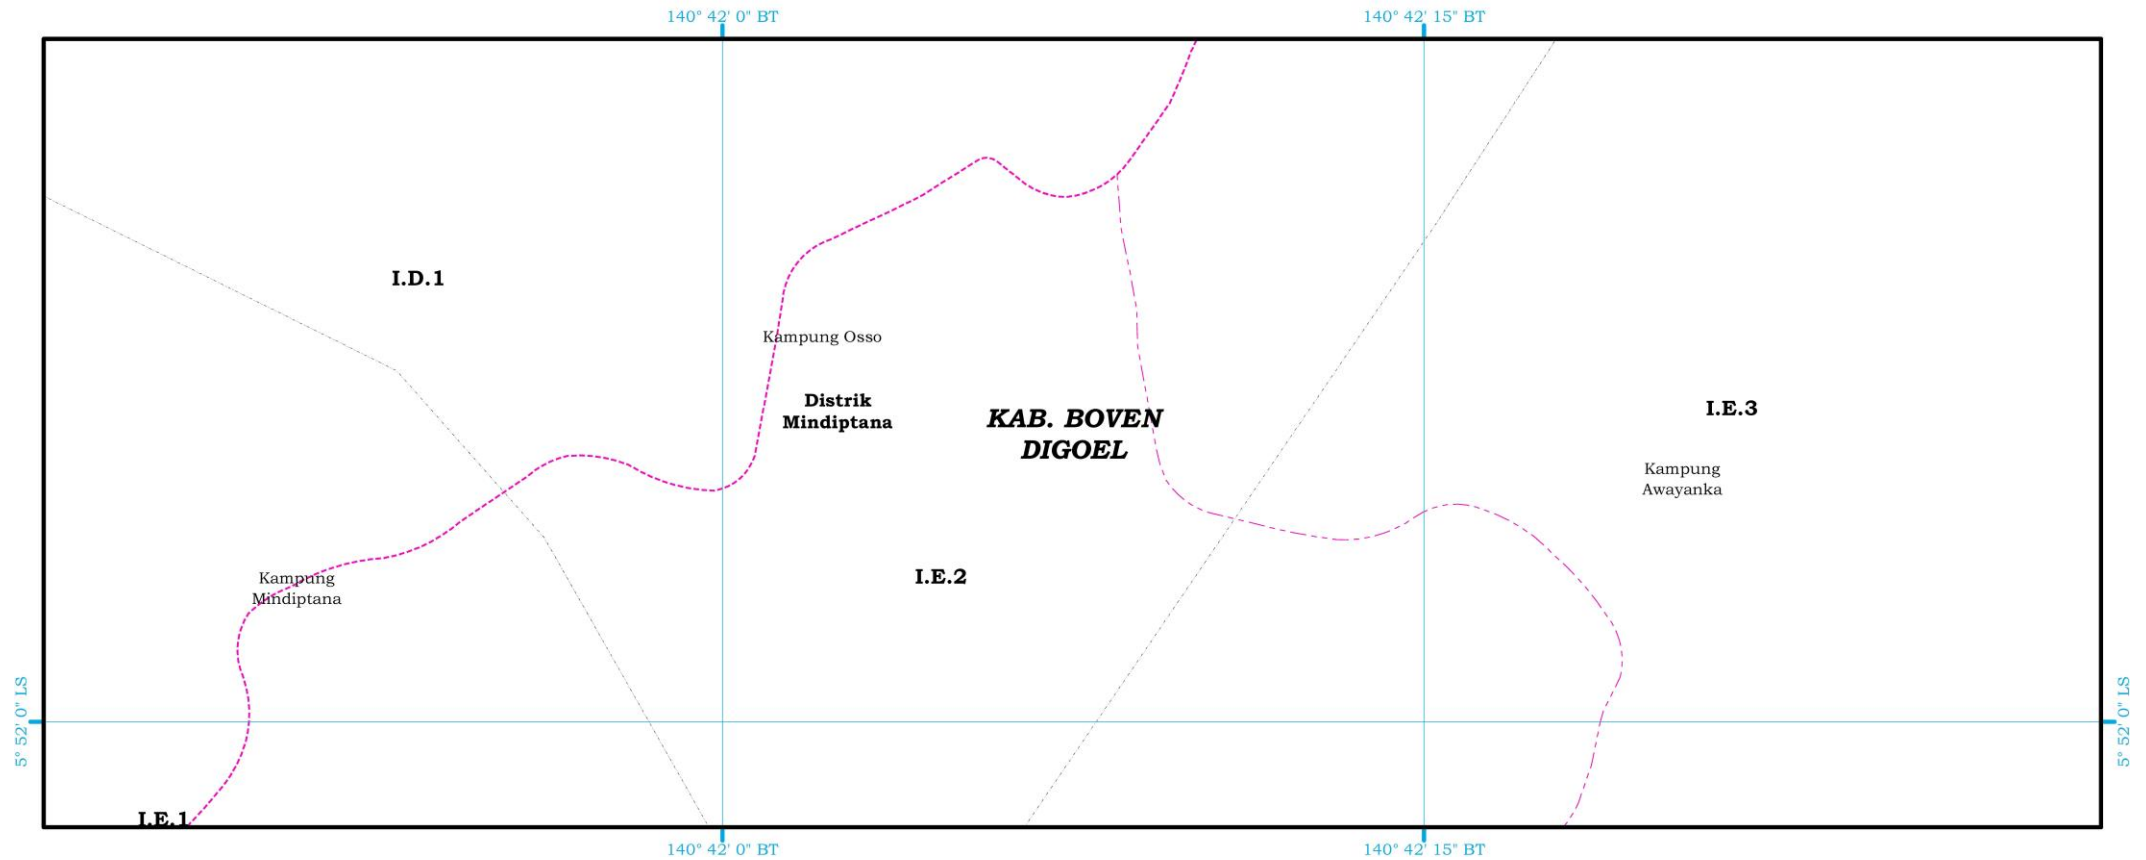 140° 42' 0" BT
140° 42' 15" BT
I.D.1
Kampung Osso
Distrik
Mindiptana
KAB. BOVEN
DIGOEL
I.E.3
Kampung
Awayanka
I.E.2
Kampung
Mindiptana
5° 52' 0" LS
5° 52' 0" LS
I.E.1
140° 42' 0" BT
140° 42' 15" BT